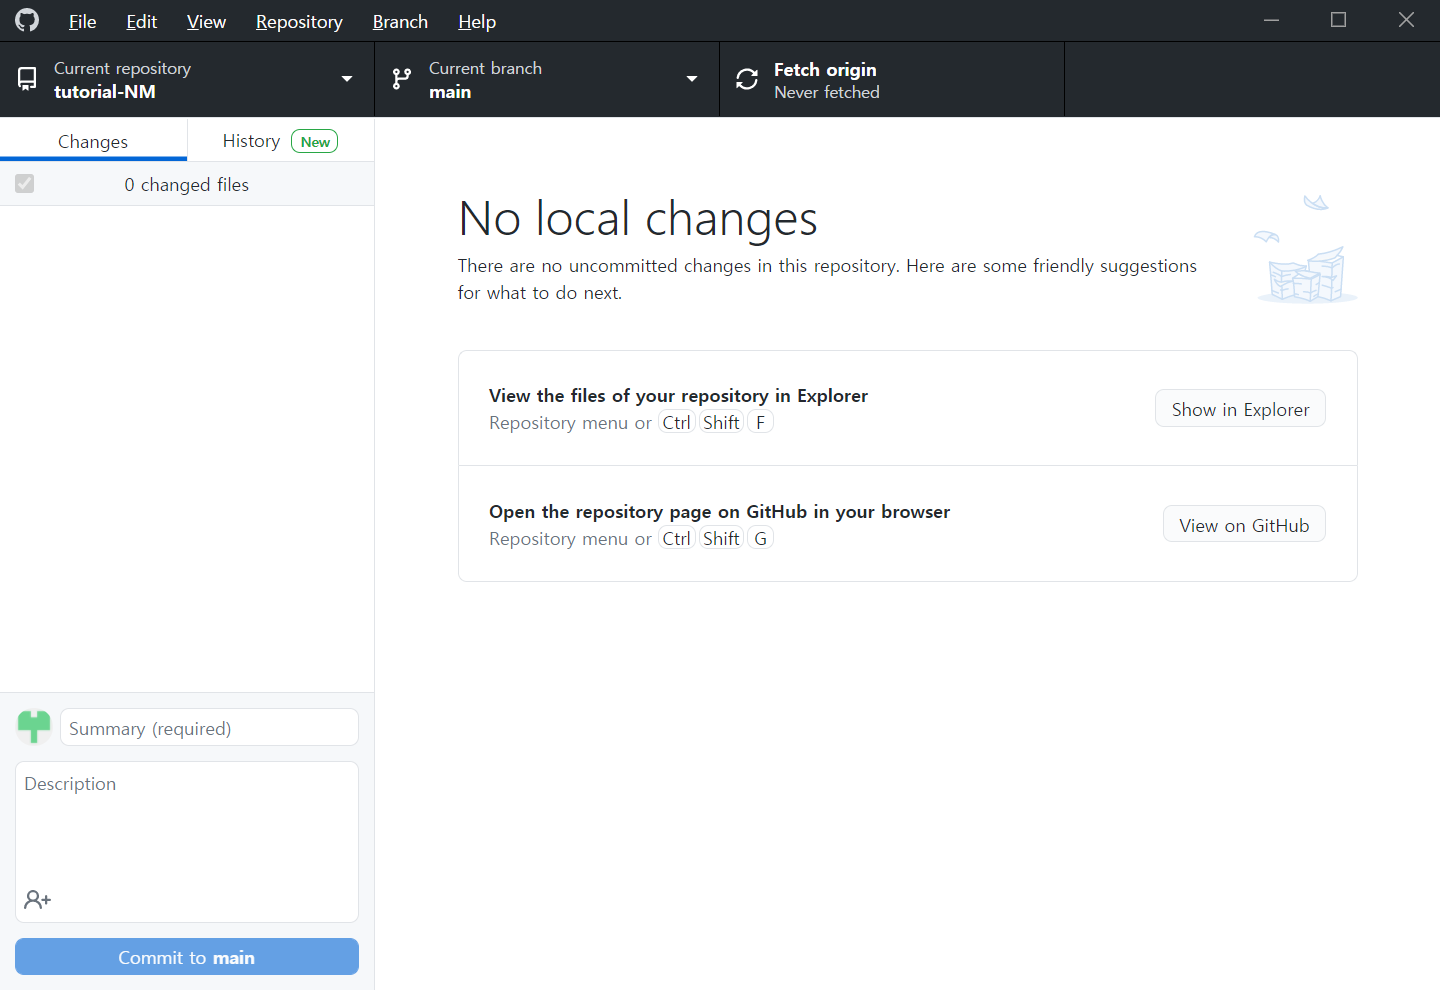 File Edit View Repository Branch Help
Current repository
tutorial-NM
Current branch
main
Fetch origin
Never fetched
Changes
History New
0 changed files
No local changes
There are no uncommitted changes in this repository. Here are some friendly suggestions
for what to do next.
View the files of your repository in Explorer
Repository menu or Ctrl Shift F
Show in Explorer
Open the repository page on GitHub in your browser
Repository menu or Ctrl Shift G
View on GitHub
Summary (required)
Description
Commit to main